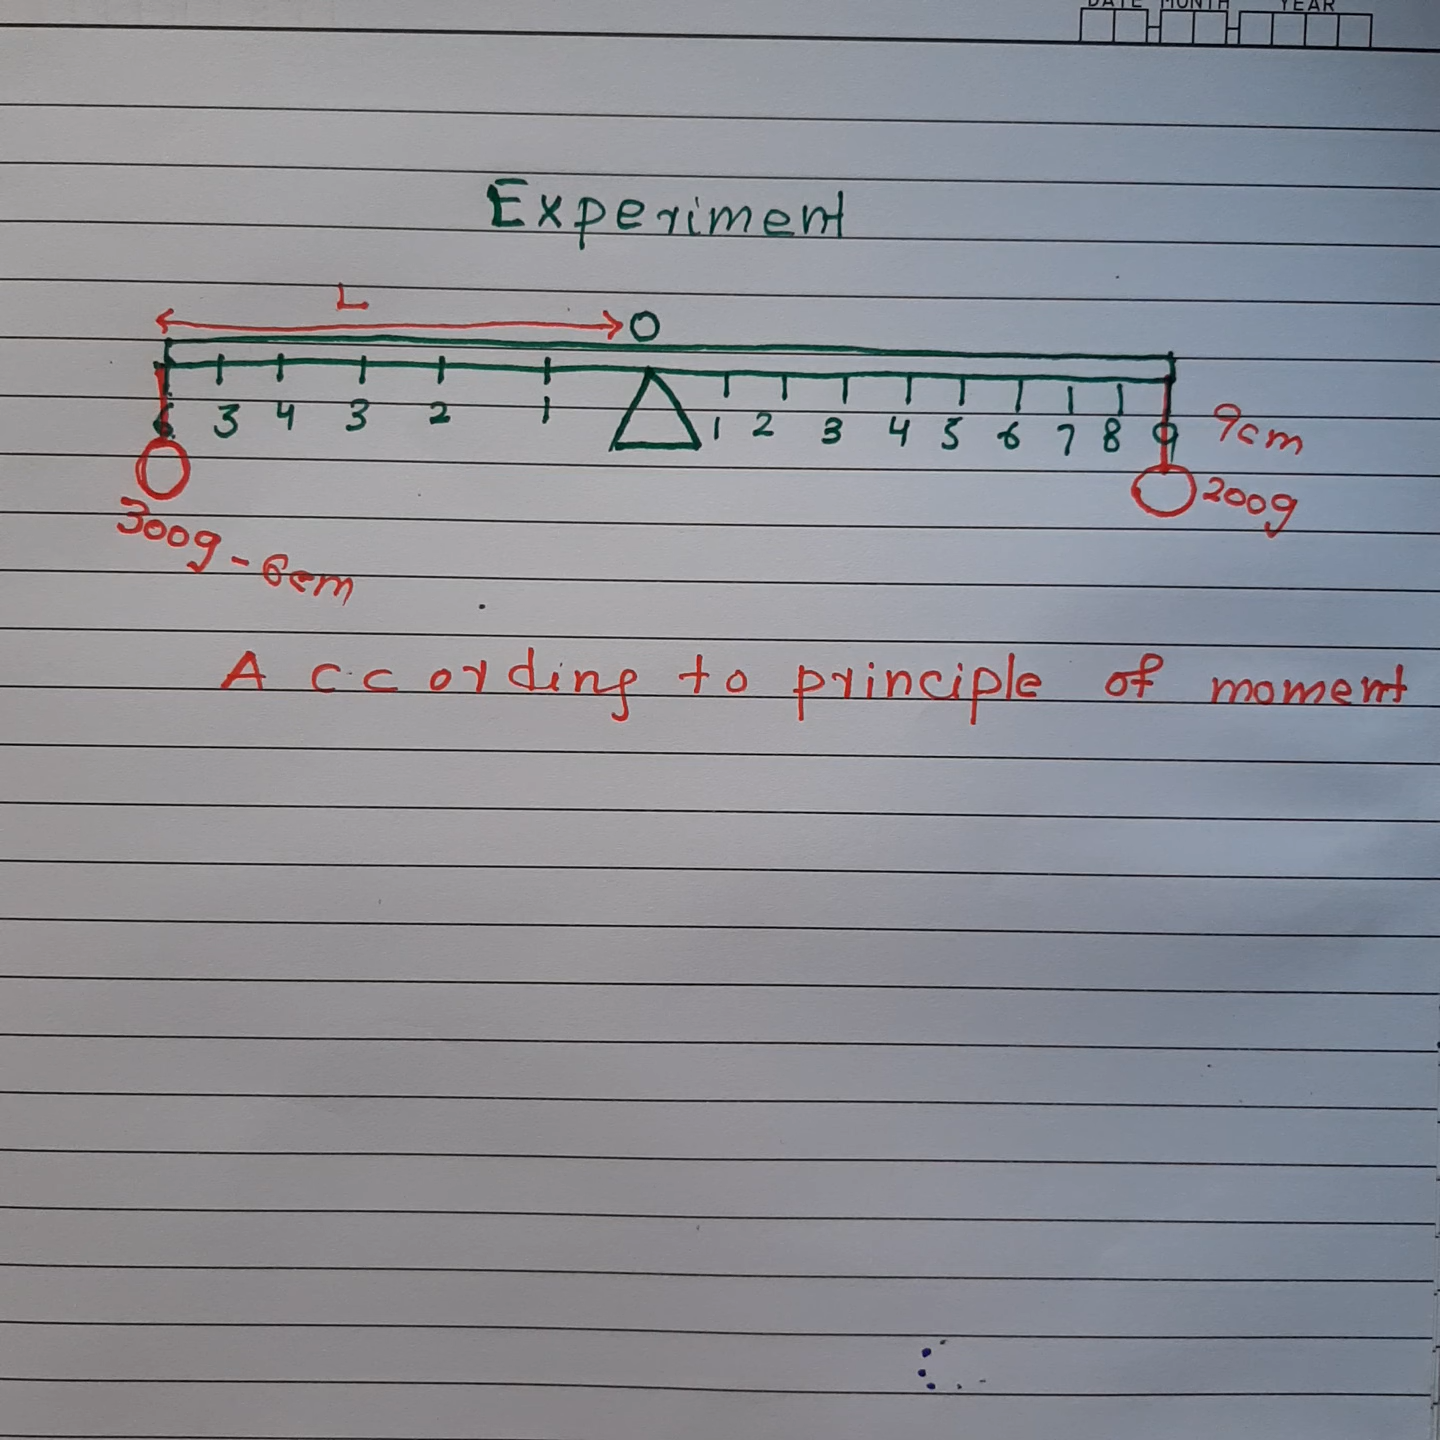 DATE MONTH YEAR
Experiment
L
O
3 4 3 2 1 1 2 3 4 5 6 7 8 9 9cm
300g - 6cm
200g
According to principle of moment